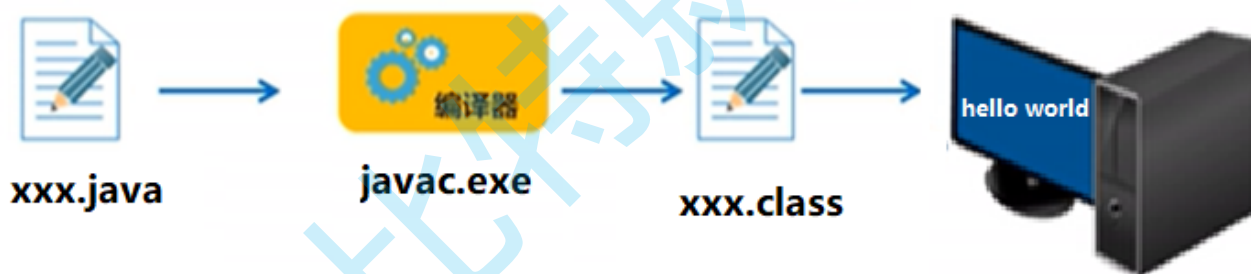 编译器
hello world
xxx.java
javac.exe
xxx.class